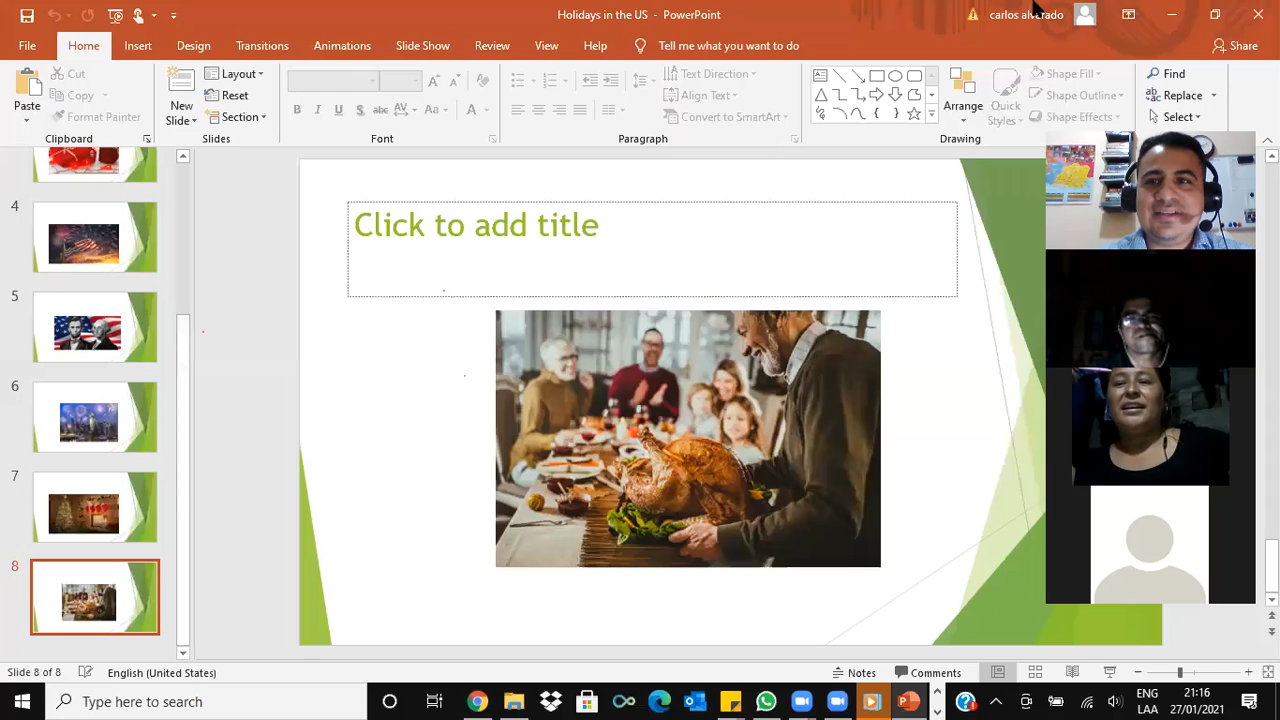 Holidays in the US - PowerPoint
carlos alverado
File Home Insert Design Transitions Animations Slide Show Review View Help Tell me what you want to do Share
Paste
Cut
Copy
Format Painter
Clipboard
New Slide
Layout
Reset
Section
Slides
B I U S abc AV Aa A
Font
Text Direction
Align Text
Convert to SmartArt
Paragraph
Arrange
Quick Styles
Shape Fill
Shape Outline
Shape Effects
Drawing
Find
Replace
Select
4
5
6
7
8
Click to add title
Slide 8 of 8 English (United States) Notes Comments
Type here to search
ENG
LAA
21:16
27/01/2021